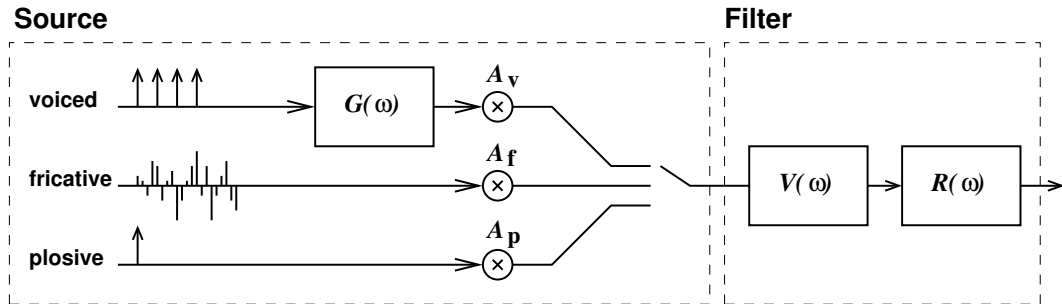 Source
Filter
voiced
G(ω)
A_v
×
fricative
A_f
×
V(ω)
R(ω)
plosive
A_p
×